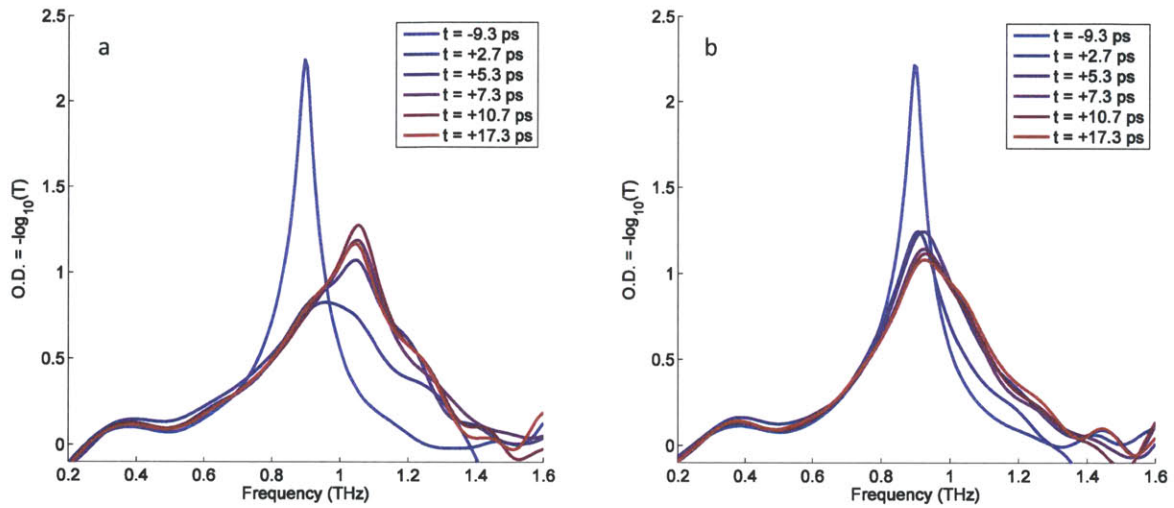 a
2.5
2
1.5
1
0.5
0
0.2 0.4 0.6 0.8 1 1.2 1.4 1.6
Frequency (THz)
O.D. = -log10(T)
t = -9.3 ps
t = +2.7 ps
t = +5.3 ps
t = +7.3 ps
t = +10.7 ps
t = +17.3 ps
b
2.5
2
1.5
1
0.5
0
0.2 0.4 0.6 0.8 1 1.2 1.4 1.6
Frequency (THz)
O.D. = -log10(T)
t = -9.3 ps
t = +2.7 ps
t = +5.3 ps
t = +7.3 ps
t = +10.7 ps
t = +17.3 ps